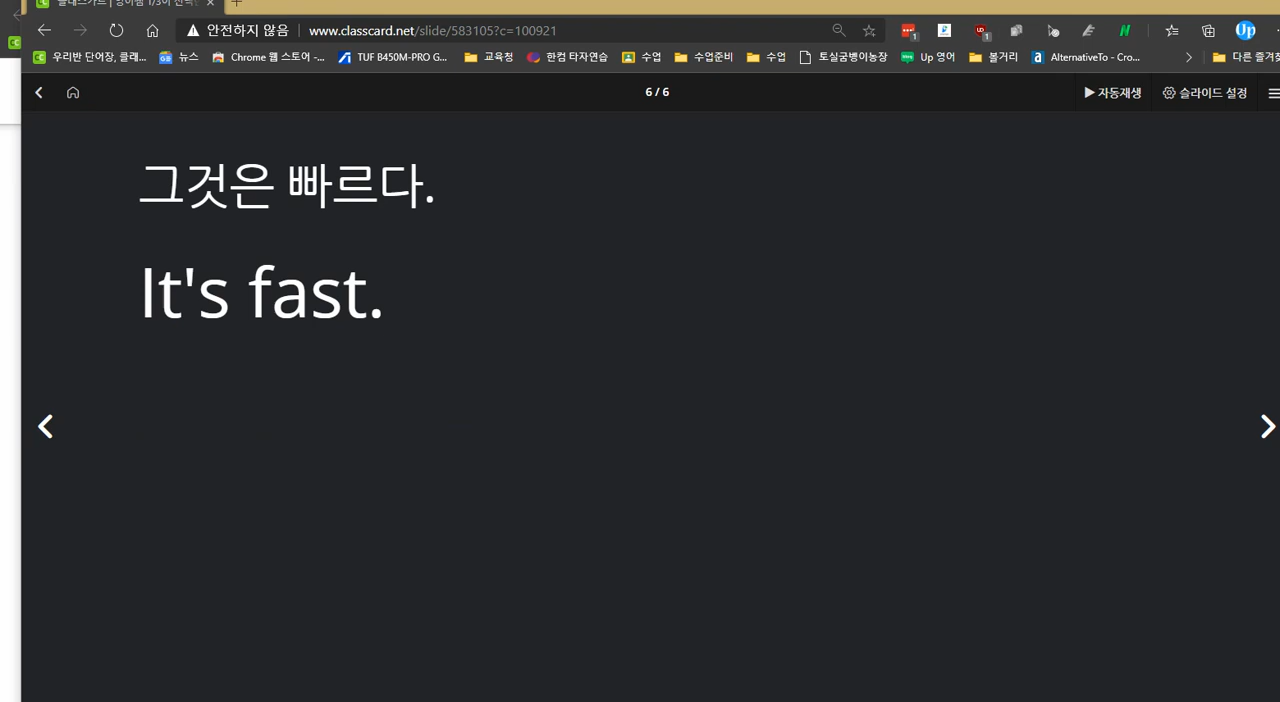 안전하지 않음 www.classcard.net/slide/583105?c=100921
우리반 단어장, 클래... 뉴스 Chrome 웹 스토어 -... TUF B450M-PRO G... 교육청 한컴 타자연습 수업 수업준비 수업 토실굼벵이농장 Up 영어 볼거리 AlternativeTo - Cro... 다른 즐겨찾
6 / 6 자동재생 슬라이드 설정
그것은 빠르다.
It's fast.